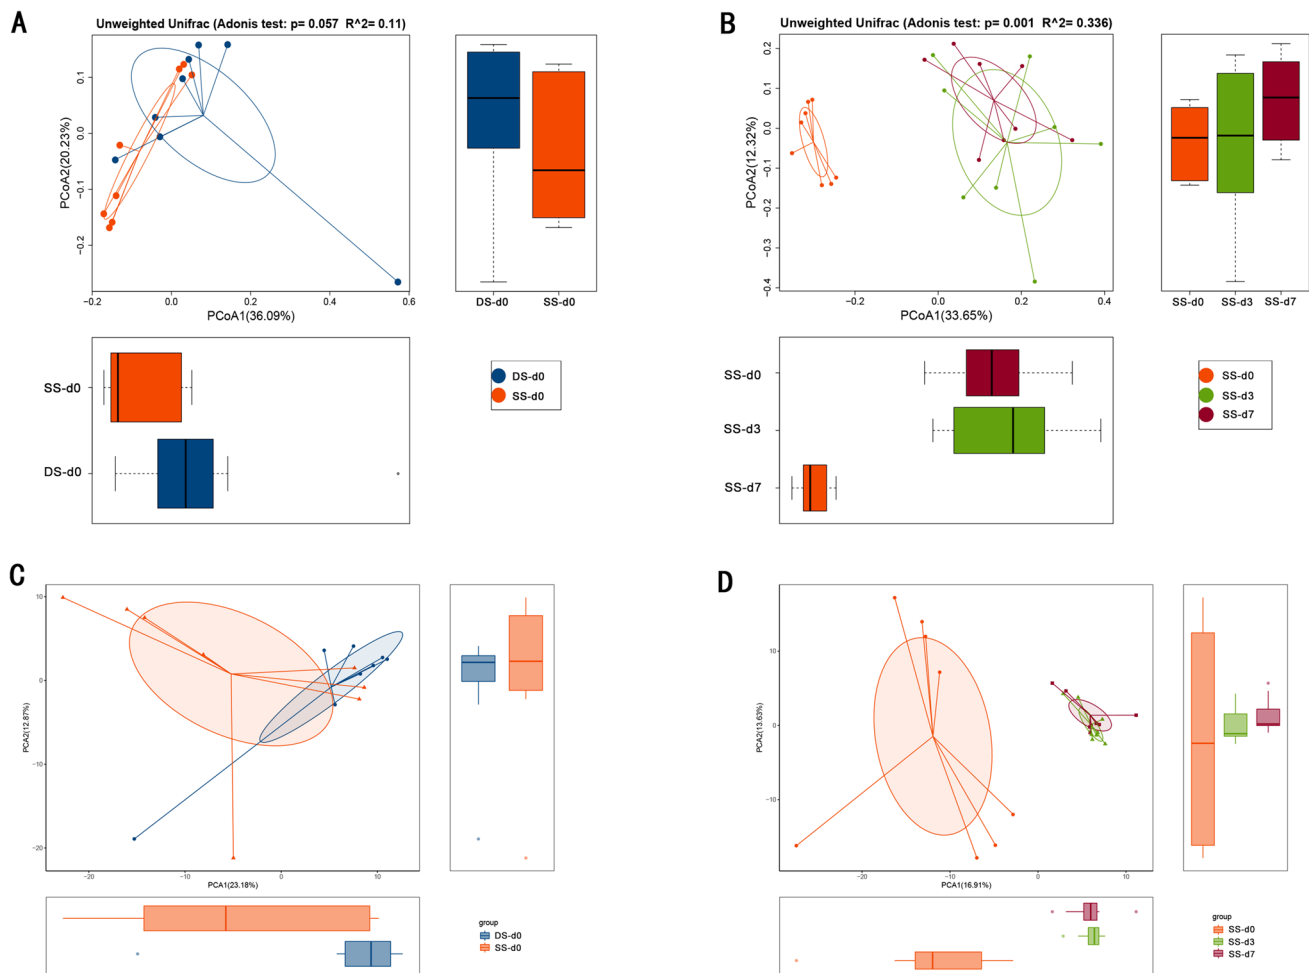 A
Unweighted Unifrac (Adonis test: p= 0.057 R^2= 0.11)
PCoA2(20.23%)
0.1
0.0
−0.1
−0.2
−0.2
0.0
0.2
0.4
0.6
PCoA1(36.09%)
DS-d0
SS-d0
SS-d0
DS-d0
DS-d0
SS-d0
B
Unweighted Unifrac (Adonis test: p= 0.001 R^2= 0.336)
PCoA2(12.32%)
0.2
0.1
0.0
−0.1
−0.2
−0.3
−0.4
−0.2
0.0
0.2
0.4
PCoA1(33.65%)
SS-d0
SS-d3
SS-d7
SS-d0
SS-d3
SS-d7
SS-d0
SS-d3
SS-d7
C
PCA2(12.87%)
10
0
−10
−20
−20
−10
0
10
PCA1(23.18%)
group
DS-d0
SS-d0
D
PCA2(13.63%)
10
0
−10
−20
−10
0
10
PCA1(16.91%)
group
SS-d0
SS-d3
SS-d7